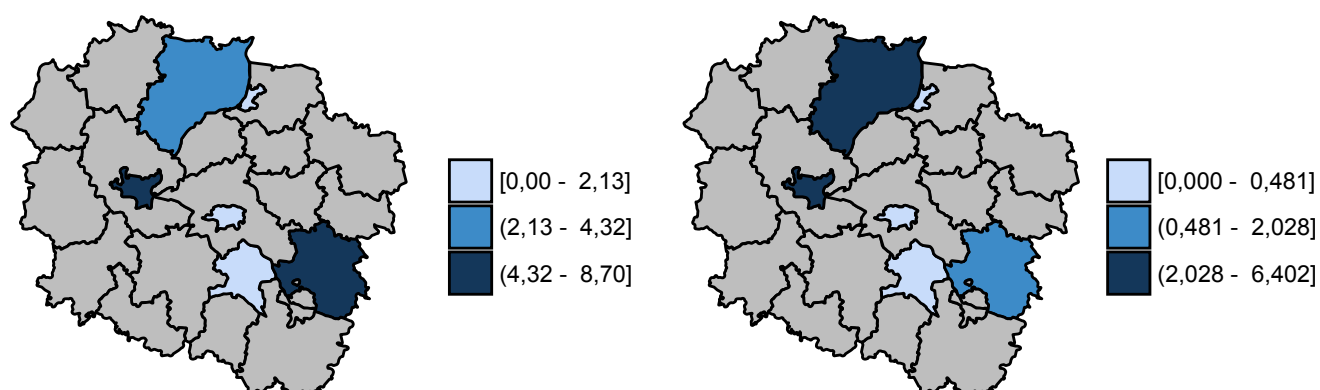 [0,00 - 2,13]
(2,13 - 4,32]
(4,32 - 8,70]
[0,000 - 0,481]
(0,481 - 2,028]
(2,028 - 6,402]